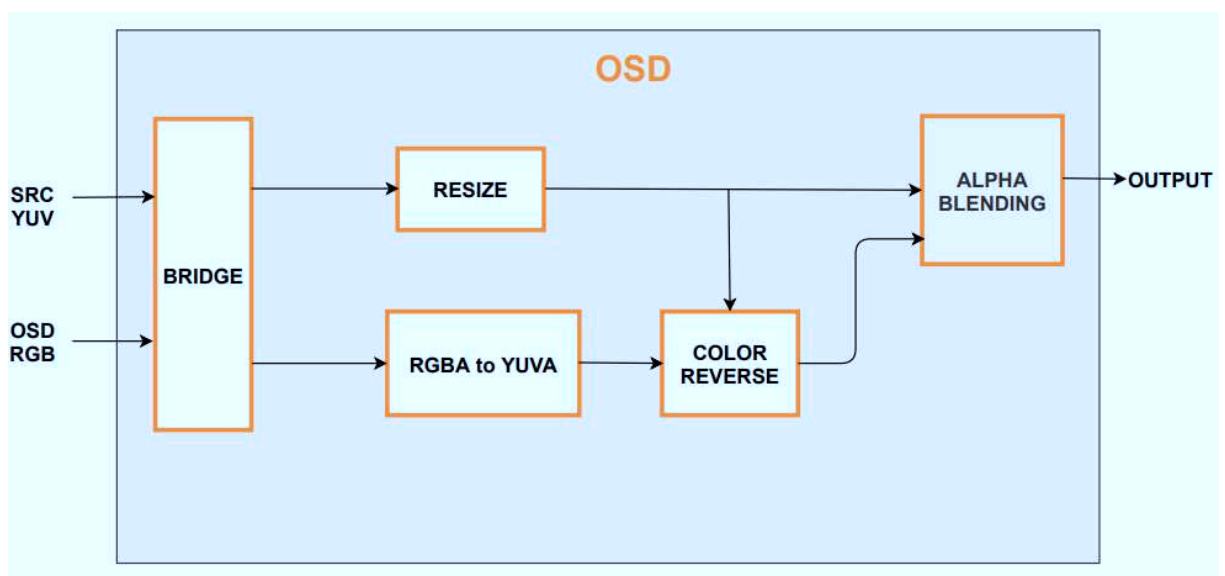 OSD
SRC
YUV
BRIDGE
RESIZE
ALPHA
BLENDING
OUTPUT
OSD
RGB
RGBA to YUVA
COLOR
REVERSE